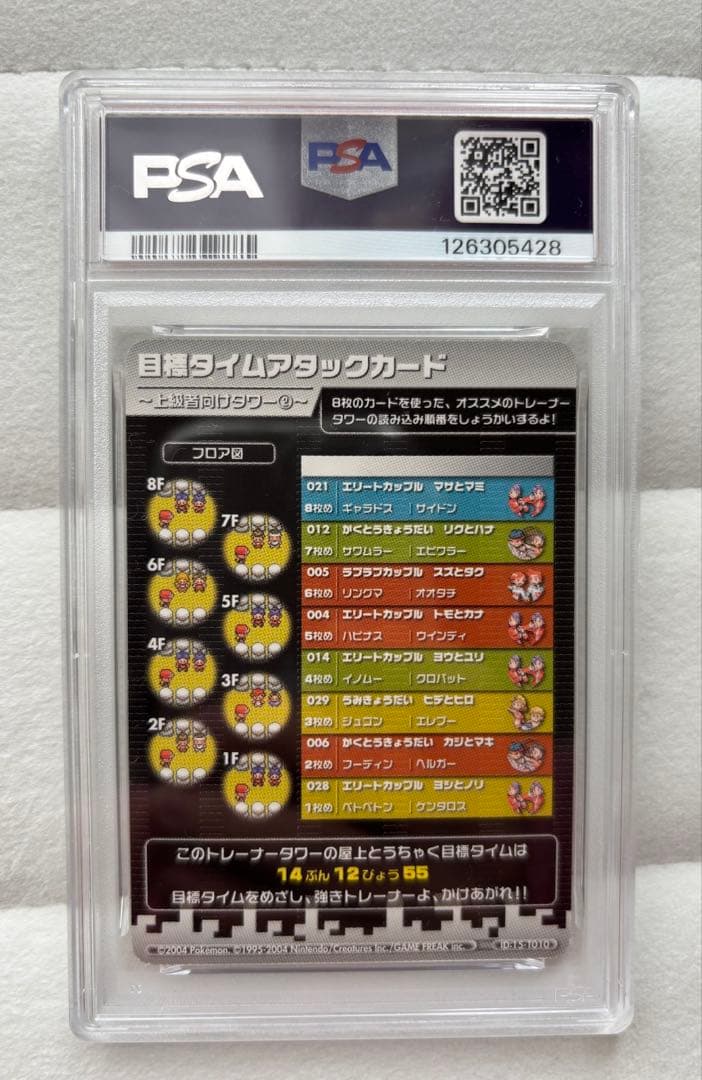 PSA
PSA
126305428
目標タイムアタックカード
～上級者向けタワー②～
8枚のカードを使った、オススメのトレーナー
タワーの読み込み順番をしょうかいするよ!
フロア図
8F
7F
6F
5F
4F
3F
2F
1F
021 エリートカップル マサとマミ
8枚め ギャラドス サイドン
012 かくとうきょうだい リクとハナ
7枚め サワムラー エビワラー
005 ラブラブカップル スズとタク
6枚め リングマ オオタチ
004 エリートカップル トモとカナ
5枚め ハピナス ウインディ
014 エリートカップル ヨウとユリ
4枚め イノムー クロバット
029 うみきょうだい ヒデとヒロ
3枚め ジュゴン エレブー
006 かくとうきょうだい カジとマキ
2枚め フーディン ヘルガー
028 エリートカップル ヨシとノリ
1枚め ベトベトン ケンタロス
このトレーナータワーの屋上とうちゃく目標タイムは
14ぷん12びょう55
目標タイムをめざし、強きトレーナーよ、かけあがれ!!
©2004 Pokémon. ©1995-2004 Nintendo/Creatures Inc./GAME FREAK inc.
ID:15-T010